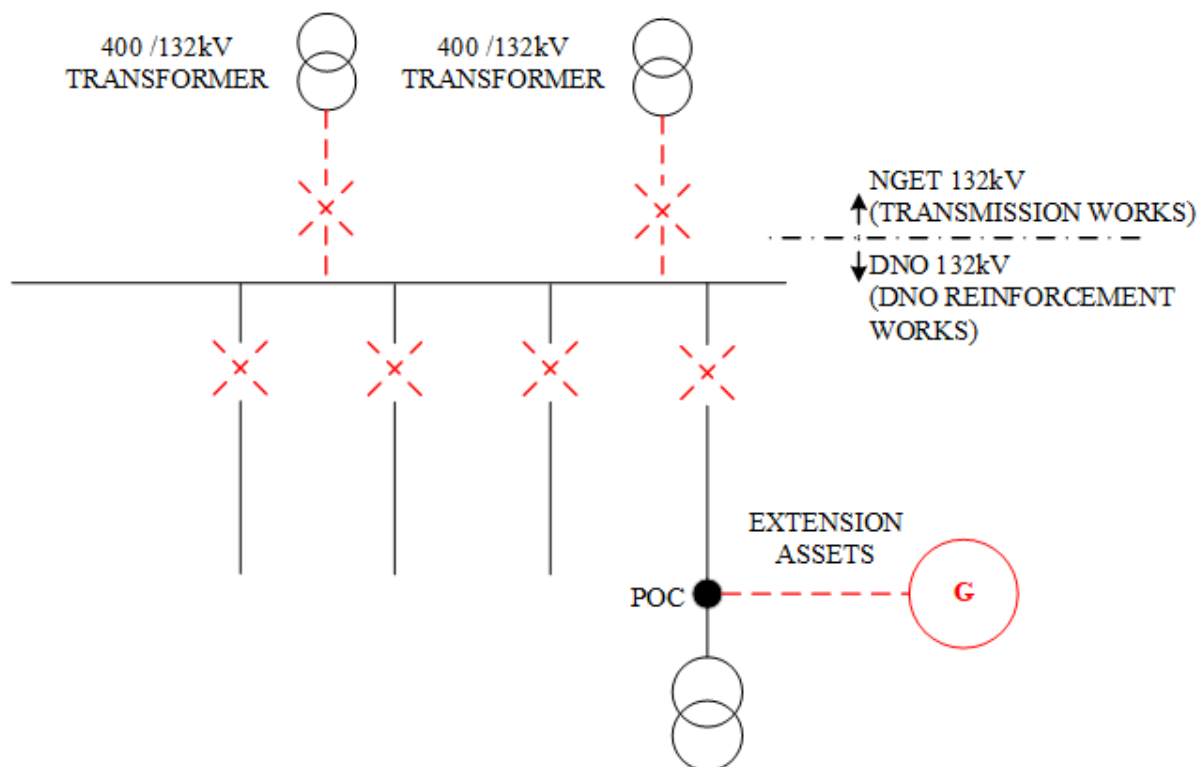 400 /132kV
TRANSFORMER
400 /132kV
TRANSFORMER
NGET 132kV
(TRANSMISSION WORKS)
DNO 132kV
(DNO REINFORCEMENT
WORKS)
EXTENSION
ASSETS
POC
G